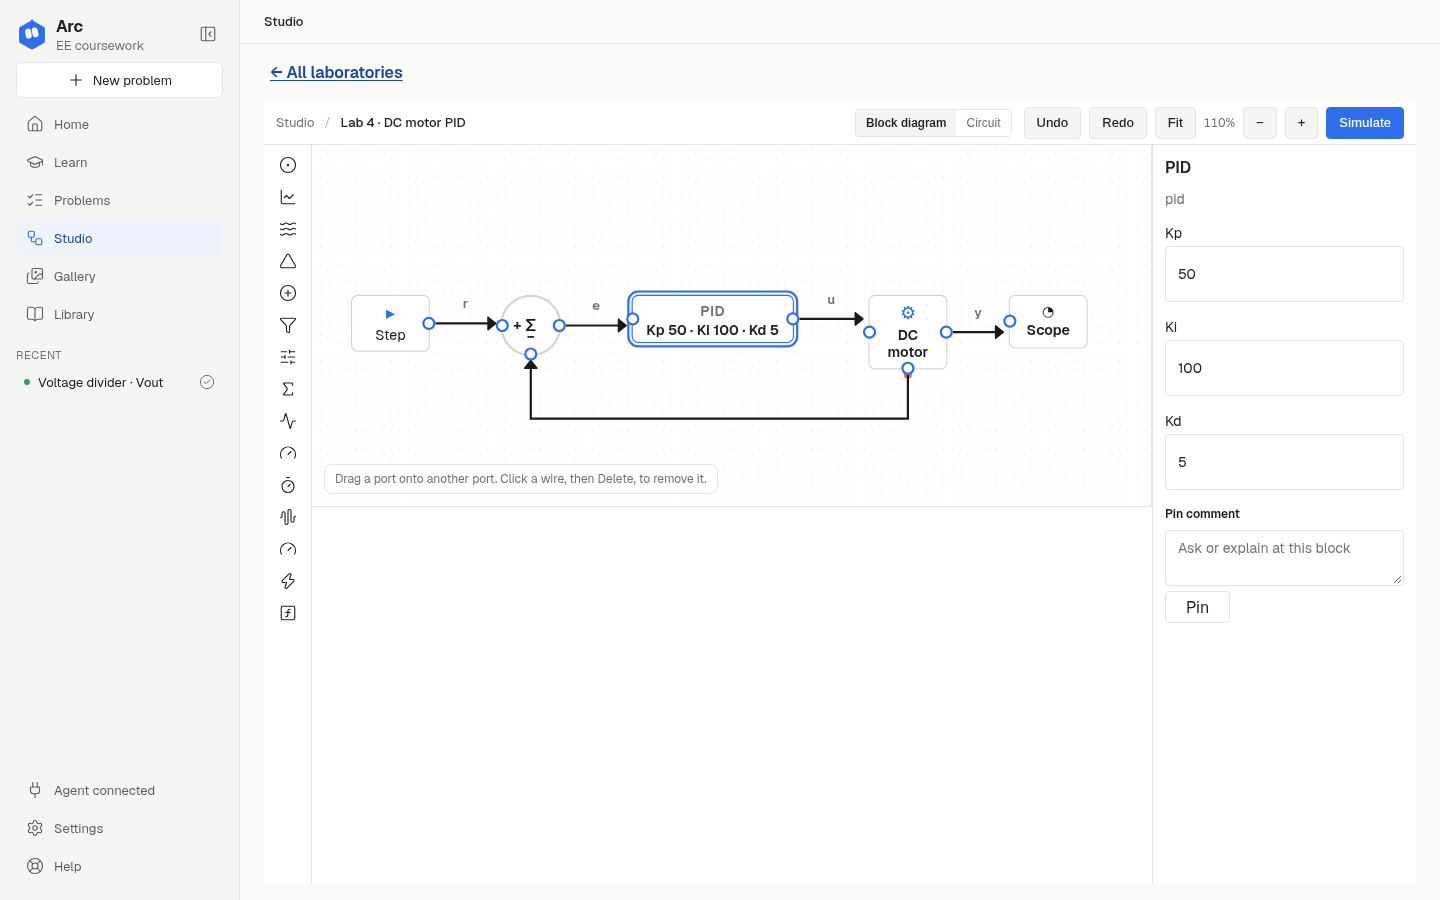 Arc
EE coursework
New problem
Home
Learn
Problems
Studio
Gallery
Library
RECENT
Voltage divider · Vout
Agent connected
Settings
Help
Studio
← All laboratories
Studio / Lab 4 · DC motor PID
Block diagram
Circuit
Undo
Redo
Fit
110%
−
+
Simulate
r
e
u
y
Step
+ Σ
−
PID
Kp 50 · Ki 100 · Kd 5
DC
motor
Scope
Drag a port onto another port. Click a wire, then Delete, to remove it.
PID
pid
Kp
50
Ki
100
Kd
5
Pin comment
Ask or explain at this block
Pin